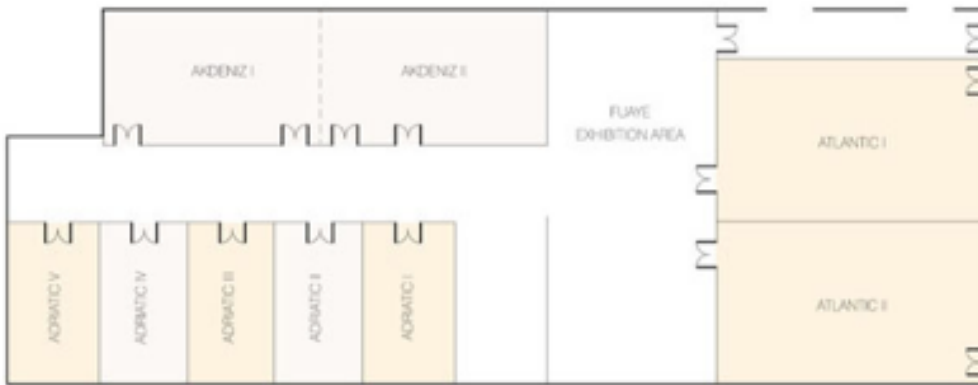 AKDENIZ I
AKDENIZ II
FUAYE
EXHIBITION AREA
ATLANTIC I
ATLANTIC II
ADRIATIC V
ADRIATIC IV
ADRIATIC III
ADRIATIC II
ADRIATIC I